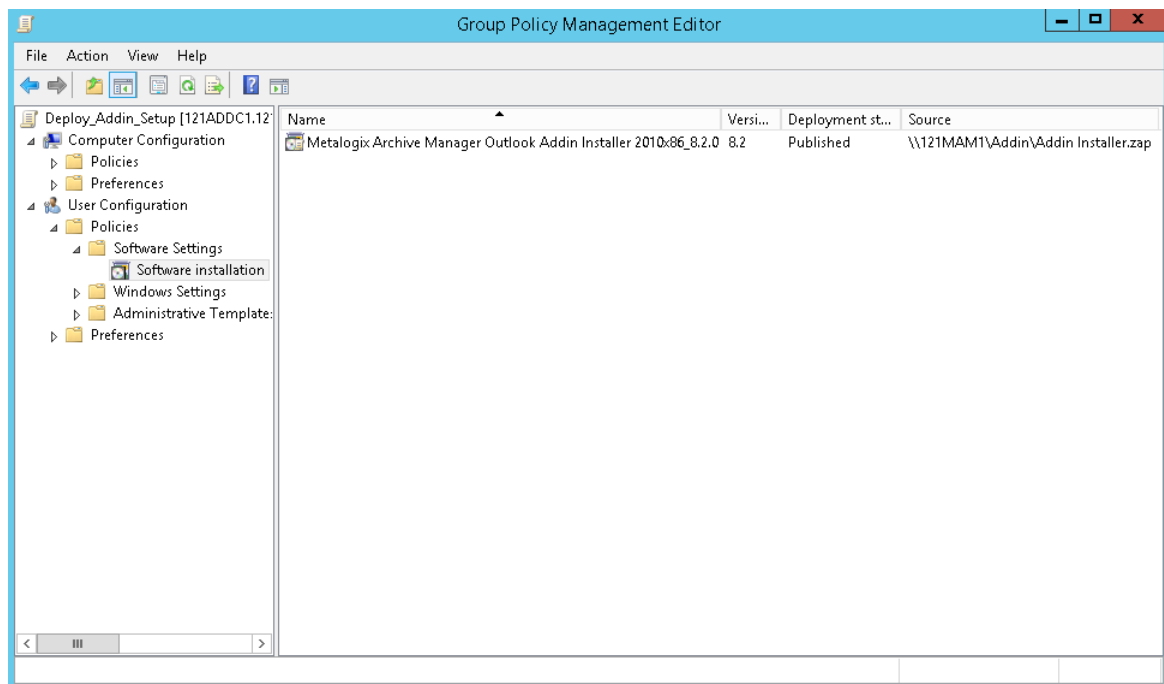 Group Policy Management Editor
File Action View Help
Deploy_Addin_Setup [121ADDC1.12
Computer Configuration
Policies
Preferences
User Configuration
Policies
Software Settings
Software installation
Windows Settings
Administrative Template:
Preferences
Name Versi... Deployment st... Source
Metalogix Archive Manager Outlook Addin Installer 2010x86_8.2.0 8.2 Published \\121MAM1\Addin\Addin Installer.zap